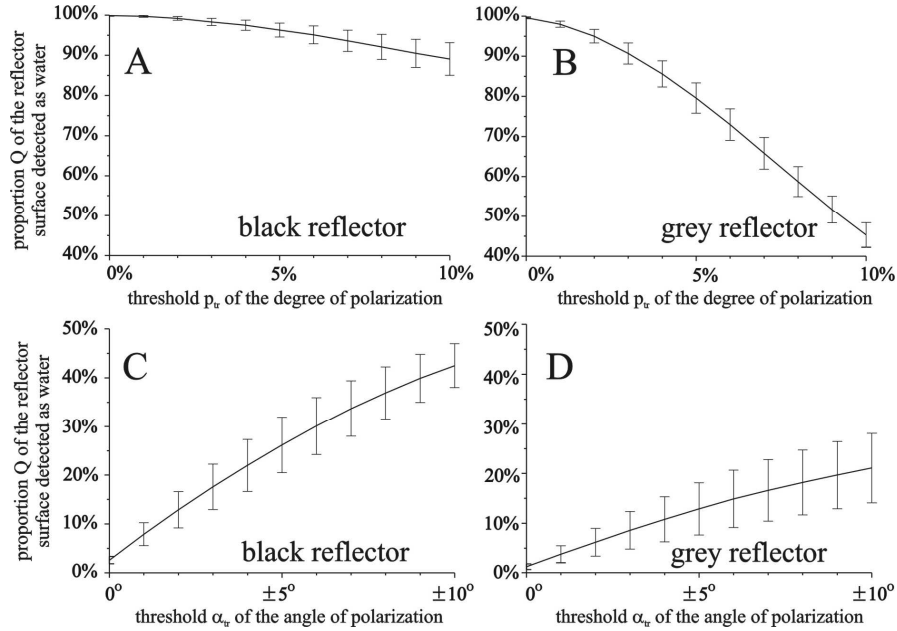 proportion Q of the reflector
surface detected as water
100%
90%
80%
70%
60%
50%
40%
A
black reflector
0%
5%
10%
threshold p_tr of the degree of polarization
100%
90%
80%
70%
60%
50%
40%
B
grey reflector
0%
5%
10%
threshold p_tr of the degree of polarization
proportion Q of the reflector
surface detected as water
50%
40%
30%
20%
10%
0%
C
black reflector
0°
±5°
±10°
threshold α_tr of the angle of polarization
50%
40%
30%
20%
10%
0%
D
grey reflector
0°
±5°
±10°
threshold α_tr of the angle of polarization